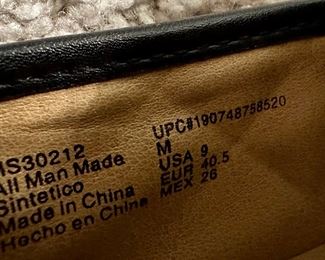 MS30212
All Man Made
Sintetico
Made in China
Hecho en China
UPC#190748758520
M
USA 9
EUR 40.5
MEX 26